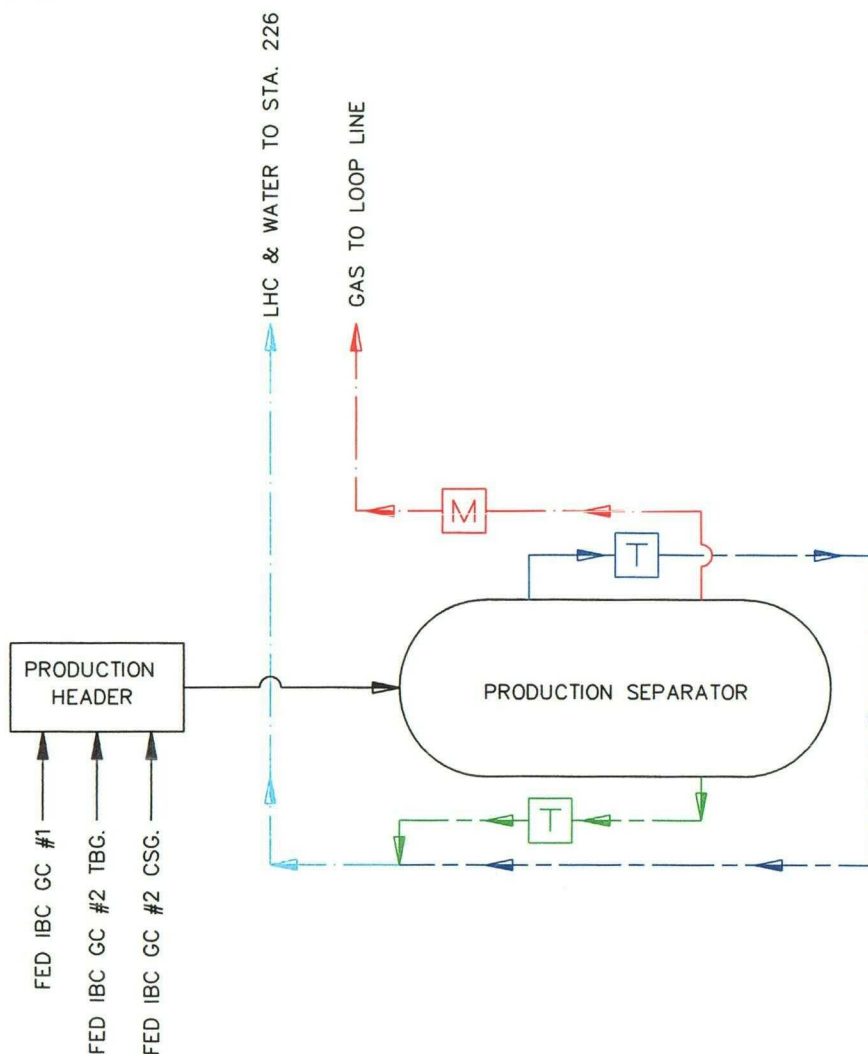 LHC & WATER TO STA. 226
GAS TO LOOP LINE
M
T
PRODUCTION
HEADER
PRODUCTION SEPARATOR
T
FED IBC GC #1
FED IBC GC #2 TBG.
FED IBC GC #2 CSG.